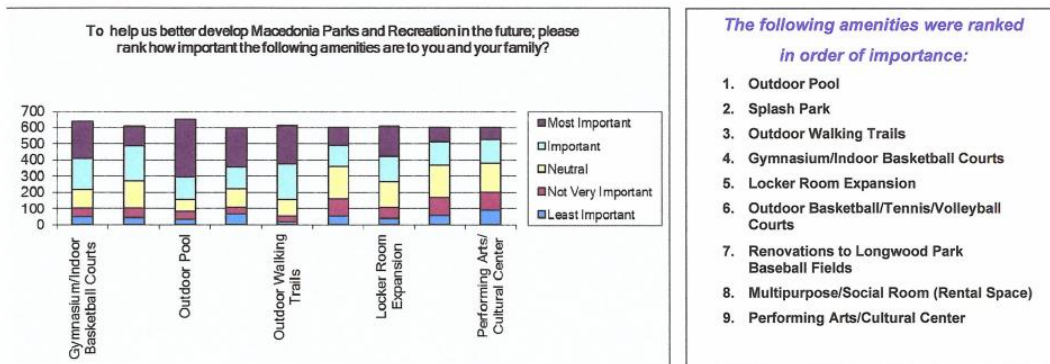 To help us better develop Macedonia Parks and Recreation in the future; please
rank how important the following amenities are to you and your family?
700
600
500
400
300
200
100
0
Gymnasium/Indoor
Basketball Courts
Outdoor Pool
Outdoor Walking
Trails
Locker Room
Expansion
Performing Arts/
Cultural Center
Most Important
Important
Neutral
Not Very Important
Least Important
The following amenities were ranked
in order of importance:
1. Outdoor Pool
2. Splash Park
3. Outdoor Walking Trails
4. Gymnasium/Indoor Basketball Courts
5. Locker Room Expansion
6. Outdoor Basketball/Tennis/Volleyball
Courts
7. Renovations to Longwood Park
Baseball Fields
8. Multipurpose/Social Room (Rental Space)
9. Performing Arts/Cultural Center